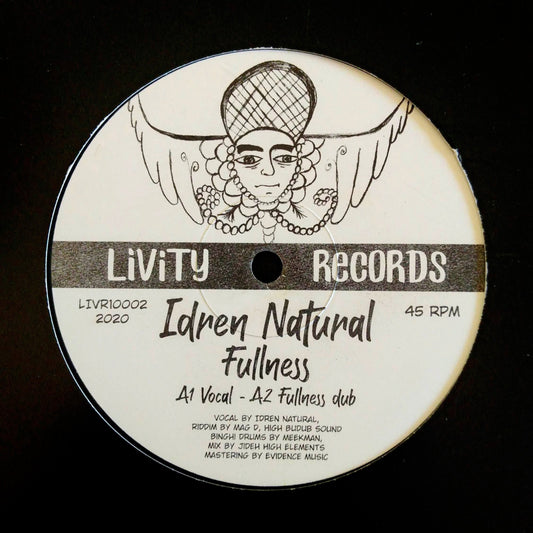 LiViTY RECORDS
LIVR10002
2020
45 RPM
Idren Natural
Fullness
A1 Vocal - A2 Fullness dub
VOCAL BY IDREN NATURAL,
RIDDIM BY MAG D, HIGH BUDUB SOUND
BINGHI DRUMS BY MEEKMAN,
MIX BY JIDEH HIGH ELEMENTS
MASTERING BY EVIDENCE MUSIC